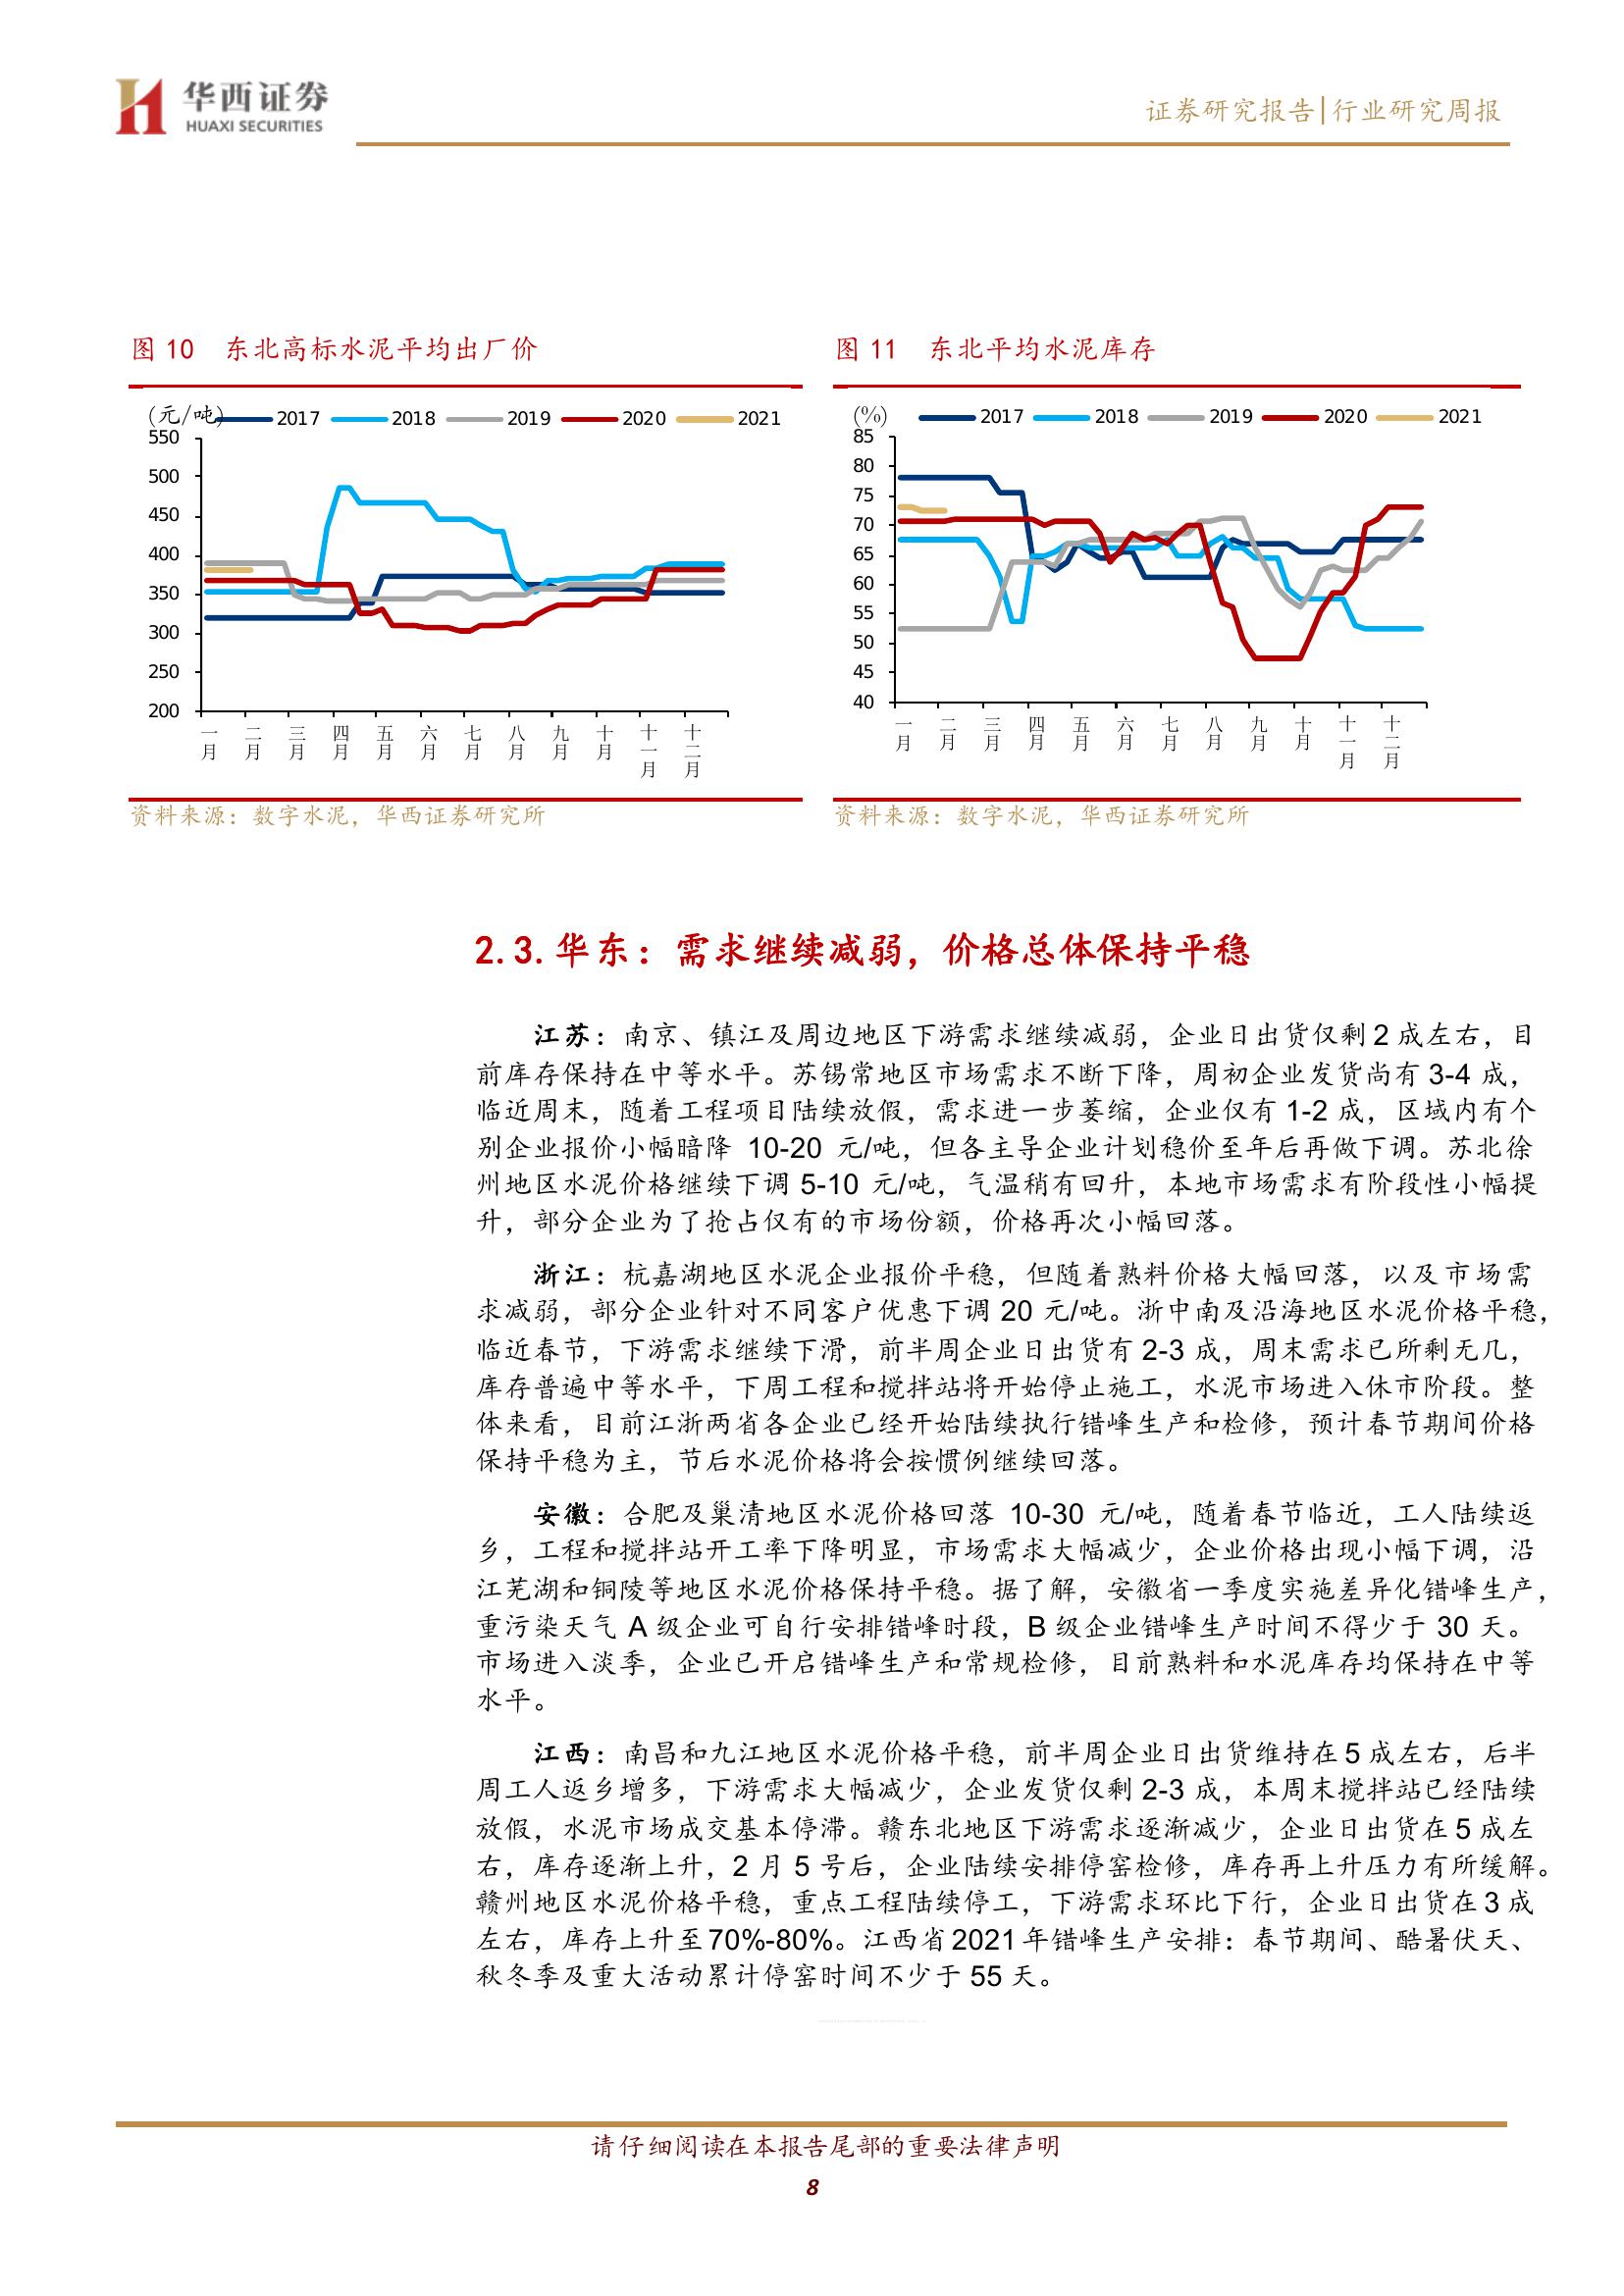 华西证券
HUAXI SECURITIES
证券研究报告|行业研究周报
图 10 东北高标水泥平均出厂价
图 11 东北平均水泥库存
(元/吨) 2017 2018 2019 2020 2021
550
500
450
400
350
300
250
200
一月 二月 三月 四月 五月 六月 七月 八月 九月 十月 十一月 十二月
(%) 2017 2018 2019 2020 2021
85
80
75
70
65
60
55
50
45
40
一月 二月 三月 四月 五月 六月 七月 八月 九月 十月 十一月 十二月
资料来源：数字水泥，华西证券研究所
资料来源：数字水泥，华西证券研究所
2.3.华东：需求继续减弱，价格总体保持平稳
江苏：南京、镇江及周边地区下游需求继续减弱，企业日出货仅剩 2 成左右，目
前库存保持在中等水平。苏锡常地区市场需求不断下降，周初企业发货尚有 3-4 成，
临近周末，随着工程项目陆续放假，需求进一步萎缩，企业仅有 1-2 成，区域内有个
别企业报价小幅暗降 10-20 元/吨，但各主导企业计划稳价至年后再做下调。苏北徐
州地区水泥价格继续下调 5-10 元/吨，气温稍有回升，本地市场需求有阶段性小幅提
升，部分企业为了抢占仅有的市场份额，价格再次小幅回落。
浙江：杭嘉湖地区水泥企业报价平稳，但随着熟料价格大幅回落，以及市场需
求减弱，部分企业针对不同客户优惠下调 20 元/吨。浙中南及沿海地区水泥价格平稳，
临近春节，下游需求继续下滑，前半周企业日出货有 2-3 成，周末需求已所剩无几，
库存普遍中等水平，下周工程和搅拌站将开始停止施工，水泥市场进入休市阶段。整
体来看，目前江浙两省各企业已经开始陆续执行错峰生产和检修，预计春节期间价格
保持平稳为主，节后水泥价格将会按惯例继续回落。
安徽：合肥及巢清地区水泥价格回落 10-30 元/吨，随着春节临近，工人陆续返
乡，工程和搅拌站开工率下降明显，市场需求大幅减少，企业价格出现小幅下调，沿
江芜湖和铜陵等地区水泥价格保持平稳。据了解，安徽省一季度实施差异化错峰生产，
重污染天气 A 级企业可自行安排错峰时段，B 级企业错峰生产时间不得少于 30 天。
市场进入淡季，企业已开启错峰生产和常规检修，目前熟料和水泥库存均保持在中等
水平。
江西：南昌和九江地区水泥价格平稳，前半周企业日出货维持在 5 成左右，后半
周工人返乡增多，下游需求大幅减少，企业发货仅剩 2-3 成，本周末搅拌站已经陆续
放假，水泥市场成交基本停滞。赣东北地区下游需求逐渐减少，企业日出货在 5 成左
右，库存逐渐上升，2 月 5 号后，企业陆续安排停窑检修，库存再上升压力有所缓解。
赣州地区水泥价格平稳，重点工程陆续停工，下游需求环比下行，企业日出货在 3 成
左右，库存上升至 70%-80%。江西省 2021 年错峰生产安排：春节期间、酷暑伏天、
秋冬季及重大活动累计停窑时间不少于 55 天。
请仔细阅读在本报告尾部的重要法律声明
8